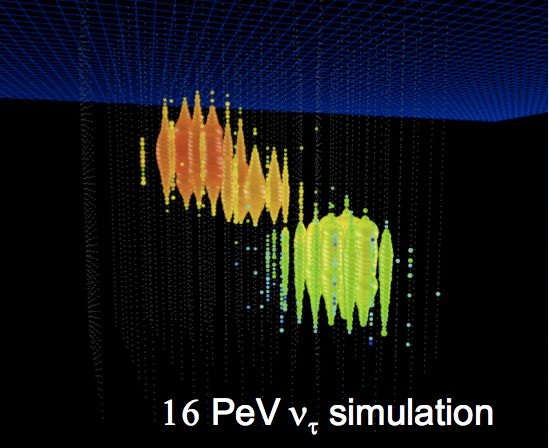 16 PeV ντ simulation